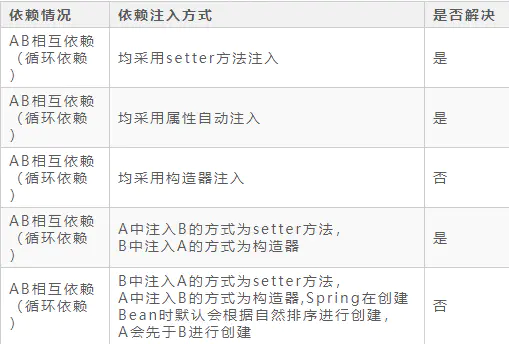 依赖情况 依赖注入方式 是否解决
AB相互依赖
（循环依赖
）
均采用setter方法注入
是
AB相互依赖
（循环依赖
）
均采用属性自动注入
是
AB相互依赖
（循环依赖
）
均采用构造器注入
否
AB相互依赖
（循环依赖
）
A中注入B的方式为setter方法，
B中注入A的方式为构造器
是
AB相互依赖
（循环依赖
）
B中注入A的方式为setter方法，
A中注入B的方式为构造器,Spring在创建
Bean时默认会根据自然排序进行创建，
A会先于B进行创建
否